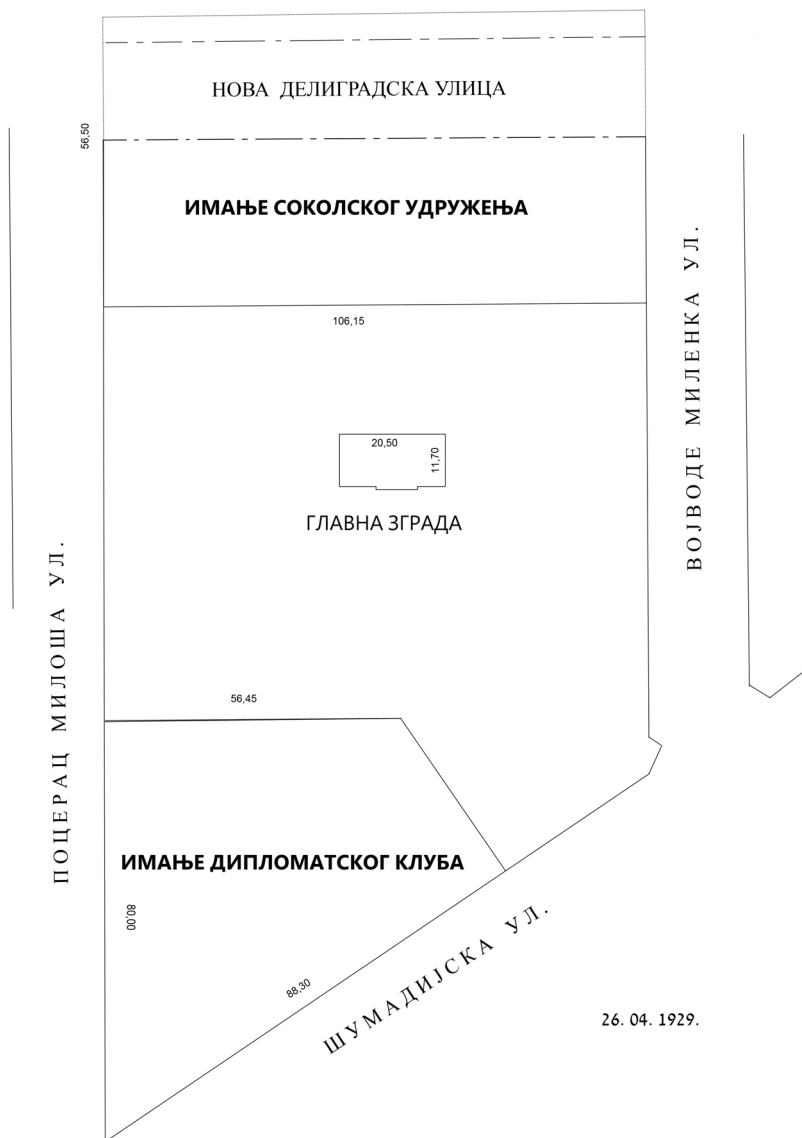 НОВА ДЕЛИГРАДСКА УЛИЦА
56,50
ИМАЊЕ СОКОЛСКОГ УДРУЖЕЊА
106,15
ВОЈВОДЕ МИЛЕНКА УЛ.
20,50
11,70
ГЛАВНА ЗГРАДА
ПОЦЕРАЦ МИЛОША УЛ.
56,45
ИМАЊЕ ДИПЛОМАТСКОГ КЛУБА
80,00
88,30
ШУМАДИЈСКА УЛ.
26. 04. 1929.